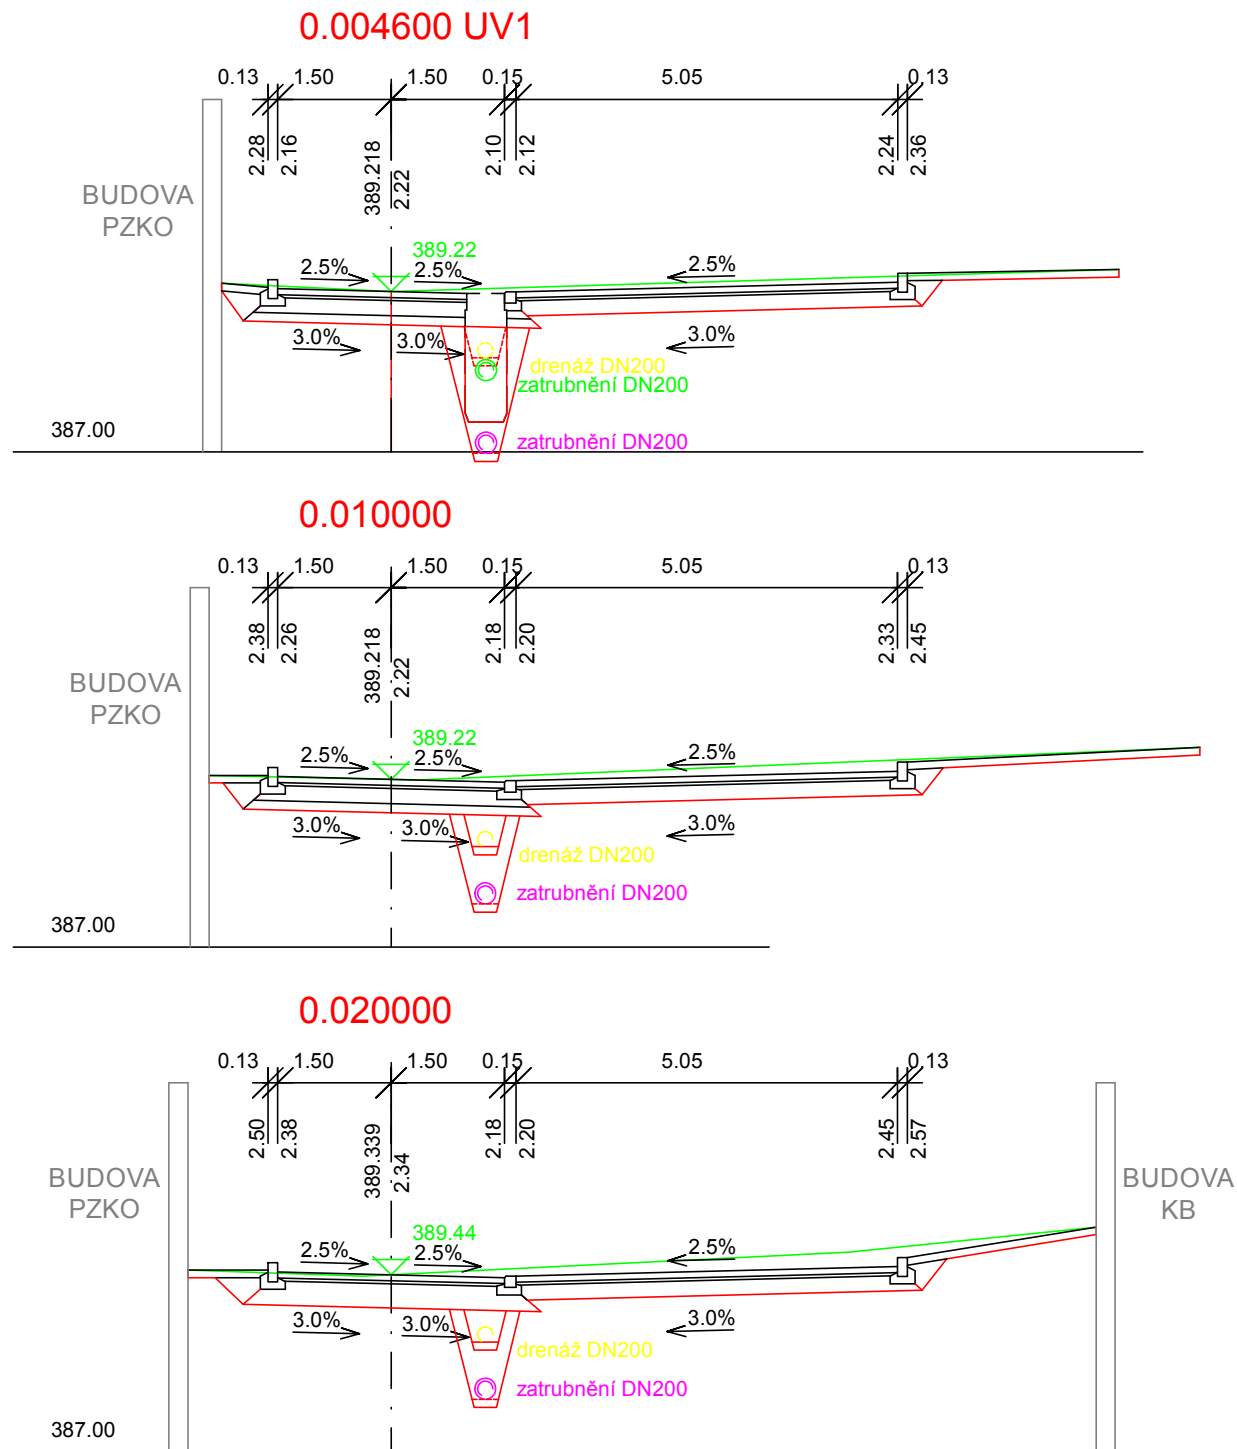 0.004600 UV1
0.13 1.50 1.50 0.15 5.05 0.13
2.28 2.16 389.218 2.22 2.10 2.12 2.24 2.36
BUDOVA
PZKO
389.22
2.5% 2.5% 2.5%
3.0% 3.0% 3.0%
drenáž DN200
zatrubnění DN200
387.00
zatrubnění DN200
0.010000
0.13 1.50 1.50 0.15 5.05 0.13
2.38 2.26 389.218 2.22 2.18 2.20 2.33 2.45
BUDOVA
PZKO
389.22
2.5% 2.5% 2.5%
3.0% 3.0% 3.0%
drenáž DN200
zatrubnění DN200
387.00
0.020000
0.13 1.50 1.50 0.15 5.05 0.13
2.50 2.38 389.339 2.34 2.18 2.20 2.45 2.57
BUDOVA
PZKO
BUDOVA
KB
389.44
2.5% 2.5% 2.5%
3.0% 3.0% 3.0%
drenáž DN200
zatrubnění DN200
387.00